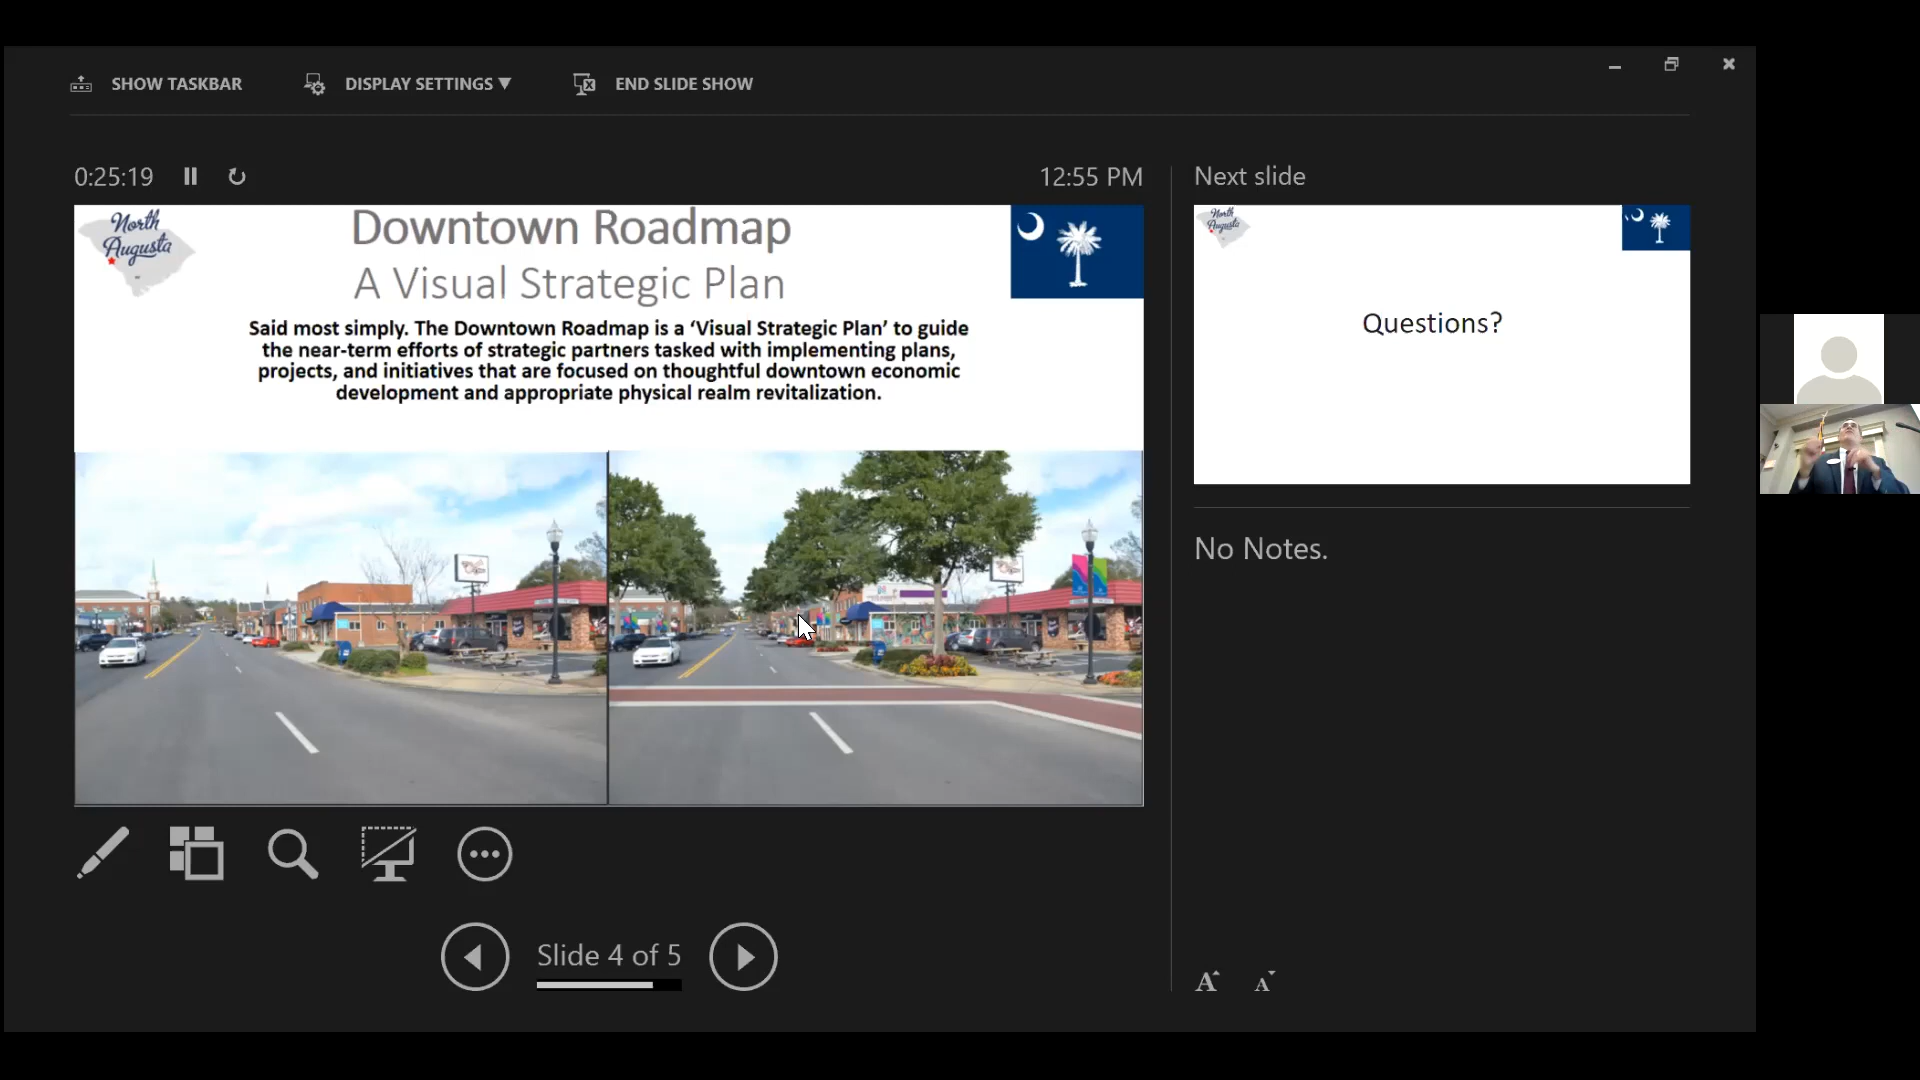 SHOW TASKBAR
DISPLAY SETTINGS ▼
END SLIDE SHOW
0:25:19
12:55 PM
North
Augusta
Downtown Roadmap
A Visual Strategic Plan
Said most simply. The Downtown Roadmap is a ‘Visual Strategic Plan’ to guide
the near-term efforts of strategic partners tasked with implementing plans,
projects, and initiatives that are focused on thoughtful downtown economic
development and appropriate physical realm revitalization.
Slide 4 of 5
Next slide
North
Augusta
Questions?
No Notes.
A
A